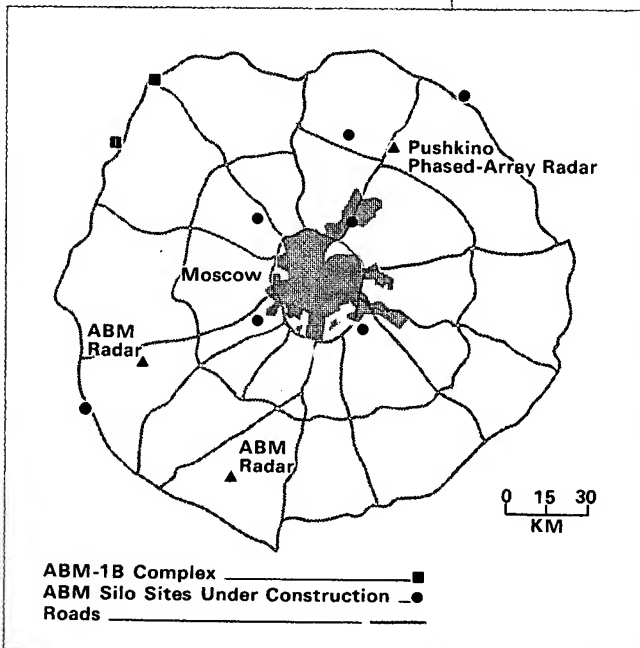 Pushkino
Phased-Array Radar
Moscow
ABM
Radar
ABM
Radar
0 15 30
KM
ABM-1B Complex
ABM Silo Sites Under Construction
Roads